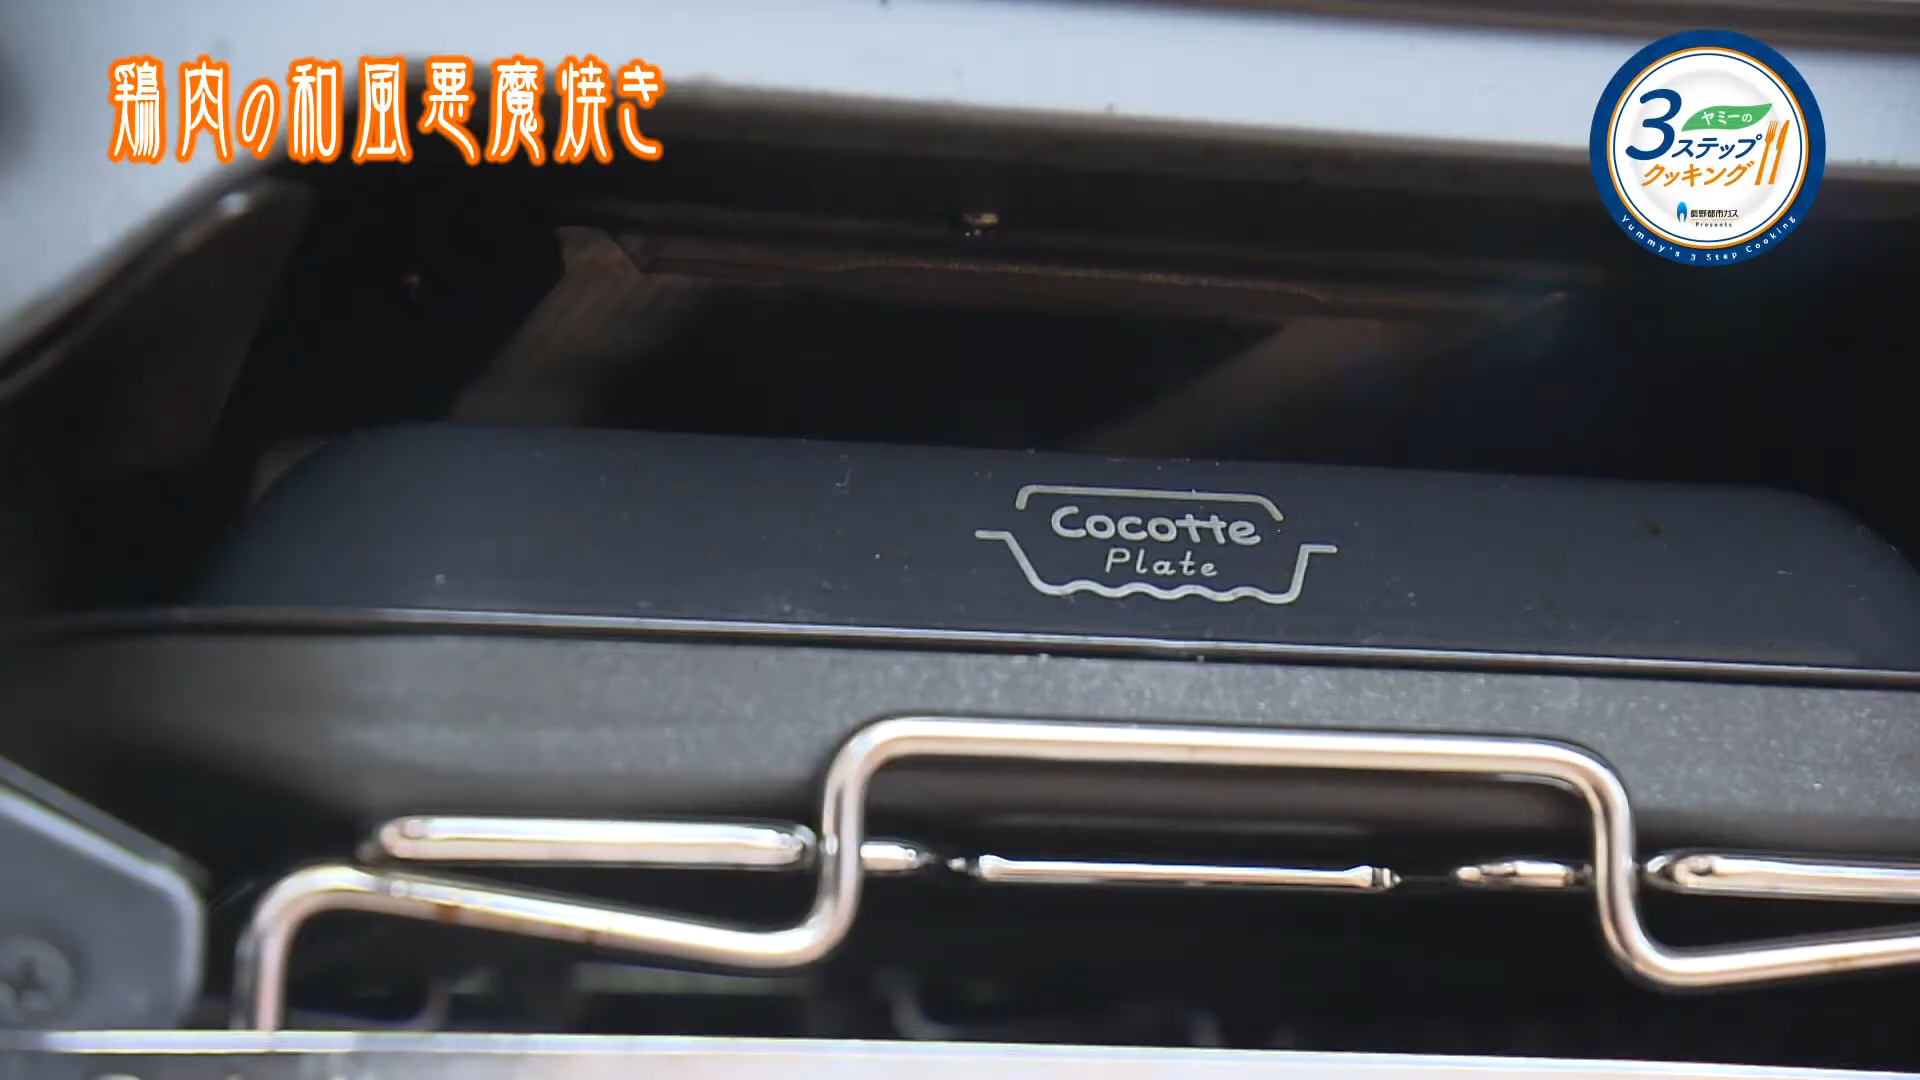 鶏肉の和風悪魔焼き
ヤミーの
3ステップ
クッキング
長野都市ガス
Presents
Yummy's 3 Step Cooking
Cocotte
Plate